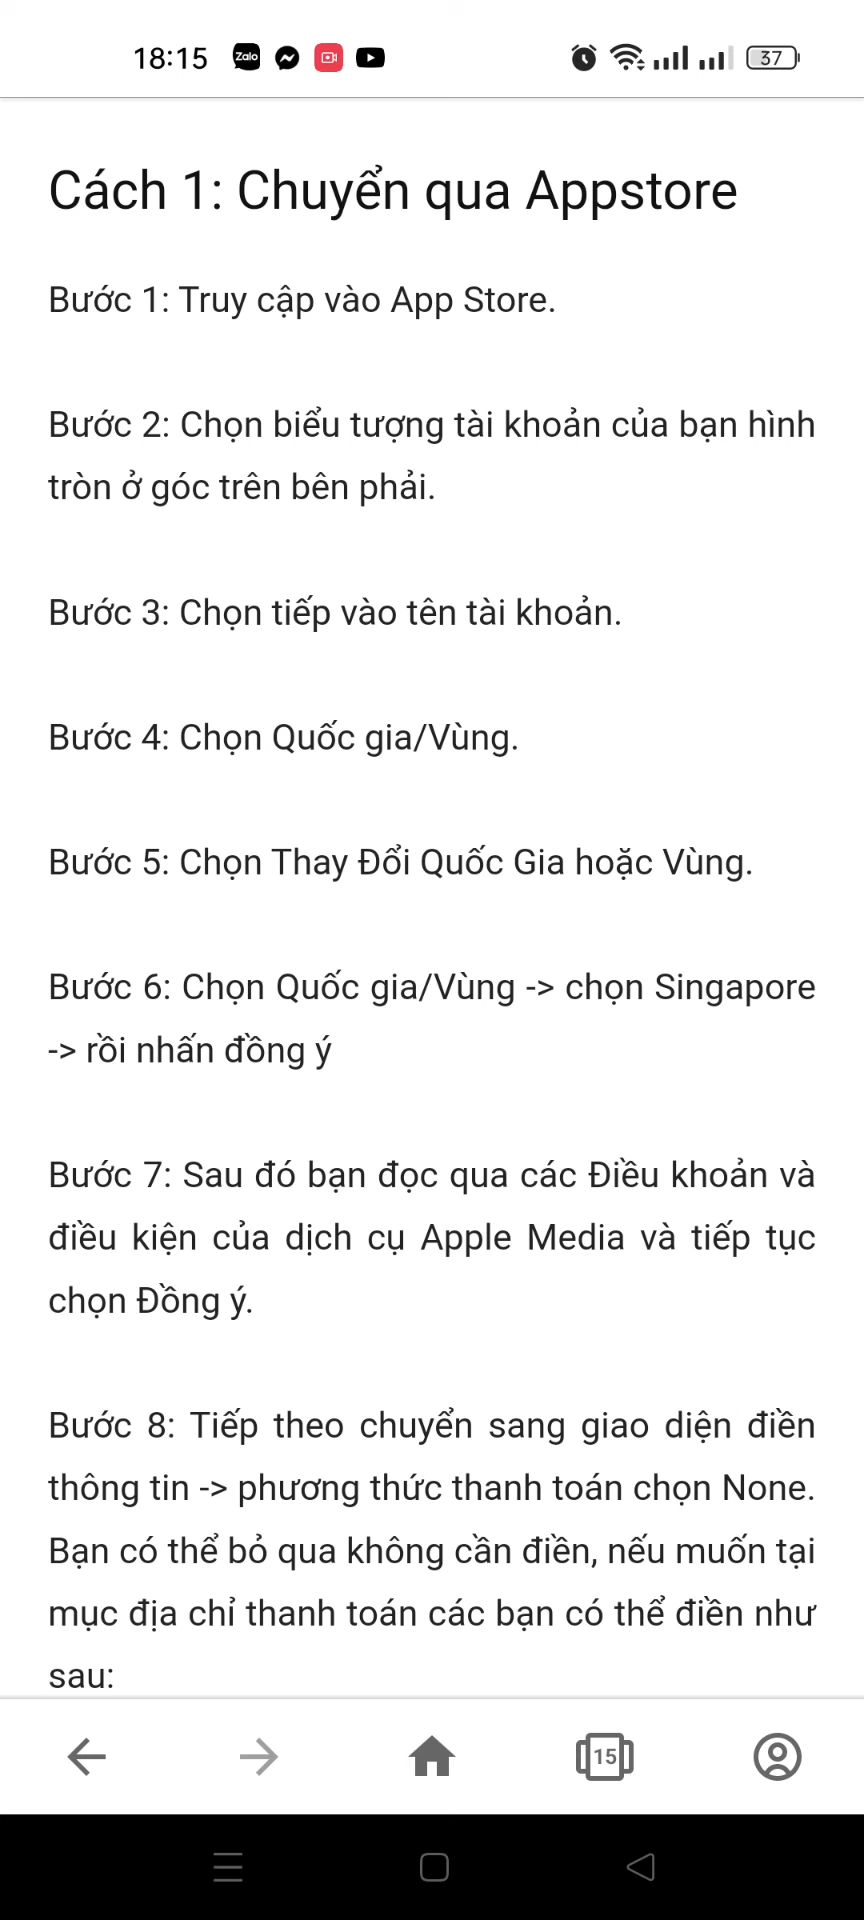 18:15 Zalo 37
Cách 1: Chuyển qua Appstore
Bước 1: Truy cập vào App Store.
Bước 2: Chọn biểu tượng tài khoản của bạn hình
tròn ở góc trên bên phải.
Bước 3: Chọn tiếp vào tên tài khoản.
Bước 4: Chọn Quốc gia/Vùng.
Bước 5: Chọn Thay Đổi Quốc Gia hoặc Vùng.
Bước 6: Chọn Quốc gia/Vùng -> chọn Singapore
-> rồi nhấn đồng ý
Bước 7: Sau đó bạn đọc qua các Điều khoản và
điều kiện của dịch cụ Apple Media và tiếp tục
chọn Đồng ý.
Bước 8: Tiếp theo chuyển sang giao diện điền
thông tin -> phương thức thanh toán chọn None.
Bạn có thể bỏ qua không cần điền, nếu muốn tại
mục địa chỉ thanh toán các bạn có thể điền như
sau:
15